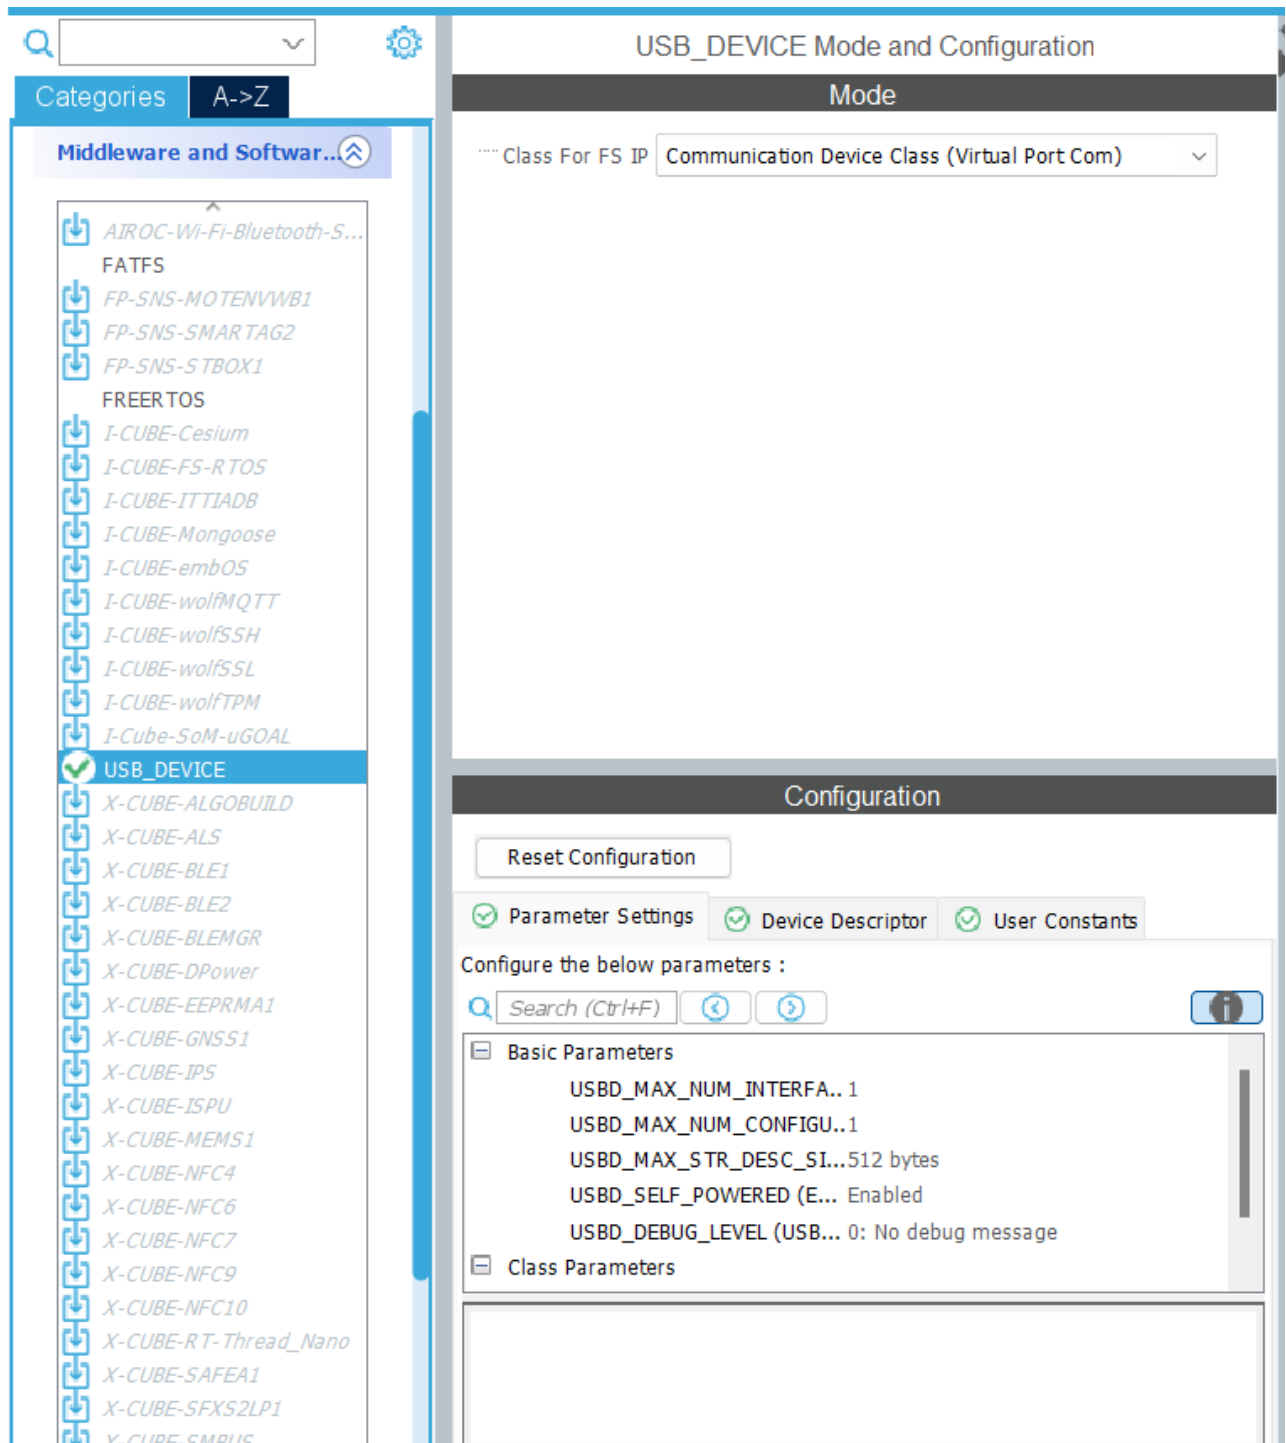 USB_DEVICE Mode and Configuration
Categories A->Z
Mode
Middleware and Softwar...
Class For FS IP Communication Device Class (Virtual Port Com)
AIROC-Wi-Fi-Bluetooth-S...
FATFS
FP-SNS-MOTENVWB1
FP-SNS-SMARTAG2
FP-SNS-STBOX1
FREERTOS
I-CUBE-Cesium
I-CUBE-FS-RTOS
I-CUBE-ITTIADB
I-CUBE-Mongoose
I-CUBE-embOS
I-CUBE-wolfMQTT
I-CUBE-wolfSSH
I-CUBE-wolfSSL
I-CUBE-wolfTPM
I-Cube-SoM-uGOAL
USB_DEVICE
X-CUBE-ALGOBUILD
X-CUBE-ALS
X-CUBE-BLE1
X-CUBE-BLE2
X-CUBE-BLEMGR
X-CUBE-DPower
X-CUBE-EEPRMA1
X-CUBE-GNSS1
X-CUBE-IPS
X-CUBE-ISPU
X-CUBE-MEMS1
X-CUBE-NFC4
X-CUBE-NFC6
X-CUBE-NFC7
X-CUBE-NFC9
X-CUBE-NFC10
X-CUBE-RT-Thread_Nano
X-CUBE-SAFEA1
X-CUBE-SFXS2LP1
X-CUBE-SMBUS
Configuration
Reset Configuration
Parameter Settings Device Descriptor User Constants
Configure the below parameters :
Search (Ctrl+F)
Basic Parameters
USBD_MAX_NUM_INTERFA.. 1
USBD_MAX_NUM_CONFIGU..1
USBD_MAX_STR_DESC_SI...512 bytes
USBD_SELF_POWERED (E... Enabled
USBD_DEBUG_LEVEL (USB... 0: No debug message
Class Parameters